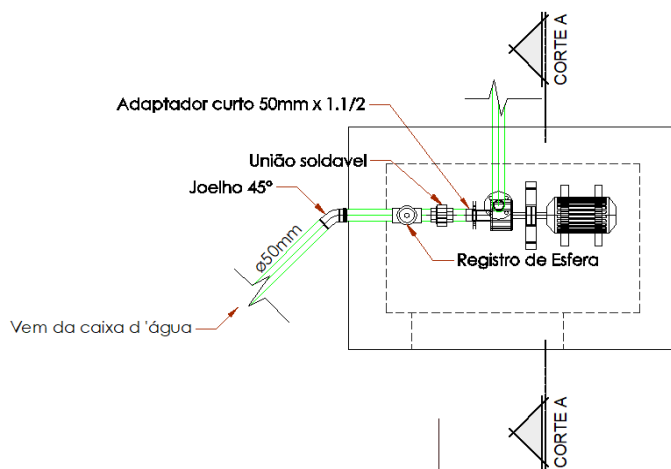 CORTE A
Adaptador curto 50mm x 1.1/2
União soldavel
Joelho 45°
ø50mm
Registro de Esfera
Vem da caixa d 'água
CORTE A